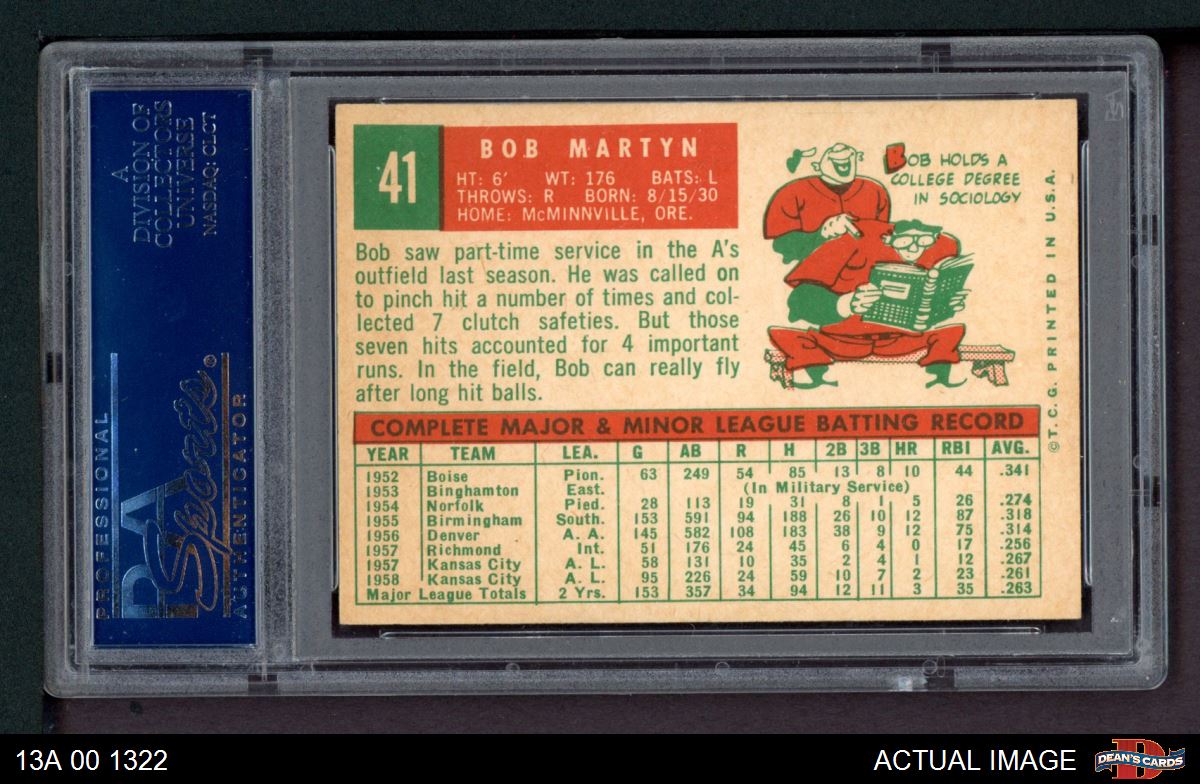 A
DIVISION OF
COLLECTORS
UNIVERSE
NASDAQ: CLCT
PROFESSIONAL
PSA
Sports
AUTHENTICATOR
41
BOB MARTYN
HT: 6' WT: 176 BATS: L
THROWS: R BORN: 8/15/30
HOME: McMINNVILLE, ORE.
Bob saw part-time service in the A's
outfield last season. He was called on
to pinch hit a number of times and col-
lected 7 clutch safeties. But those
seven hits accounted for 4 important
runs. In the field, Bob can really fly
after long hit balls.
BOB HOLDS A
COLLEGE DEGREE
IN SOCIOLOGY
©T.C.G. PRINTED IN U.S.A.
COMPLETE MAJOR & MINOR LEAGUE BATTING RECORD
YEAR TEAM LEA. G AB R H 2B 3B HR RBI AVG.
1952 Boise Pion. 63 249 54 85 13 8 10 44 .341
1953 Binghamton East. (In Military Service)
1954 Norfolk Pied. 28 113 19 31 8 1 5 26 .274
1955 Birmingham South. 153 591 94 188 26 10 12 87 .318
1956 Denver A. A. 145 582 108 183 38 9 12 75 .314
1957 Richmond Int. 51 176 24 45 6 4 0 17 .256
1957 Kansas City A. L. 58 131 10 35 2 4 1 12 .267
1958 Kansas City A. L. 95 226 24 59 10 7 2 23 .261
Major League Totals 2 Yrs. 153 357 34 94 12 11 3 35 .263
13A 00 1322
ACTUAL IMAGE
D
DEAN'S CARDS